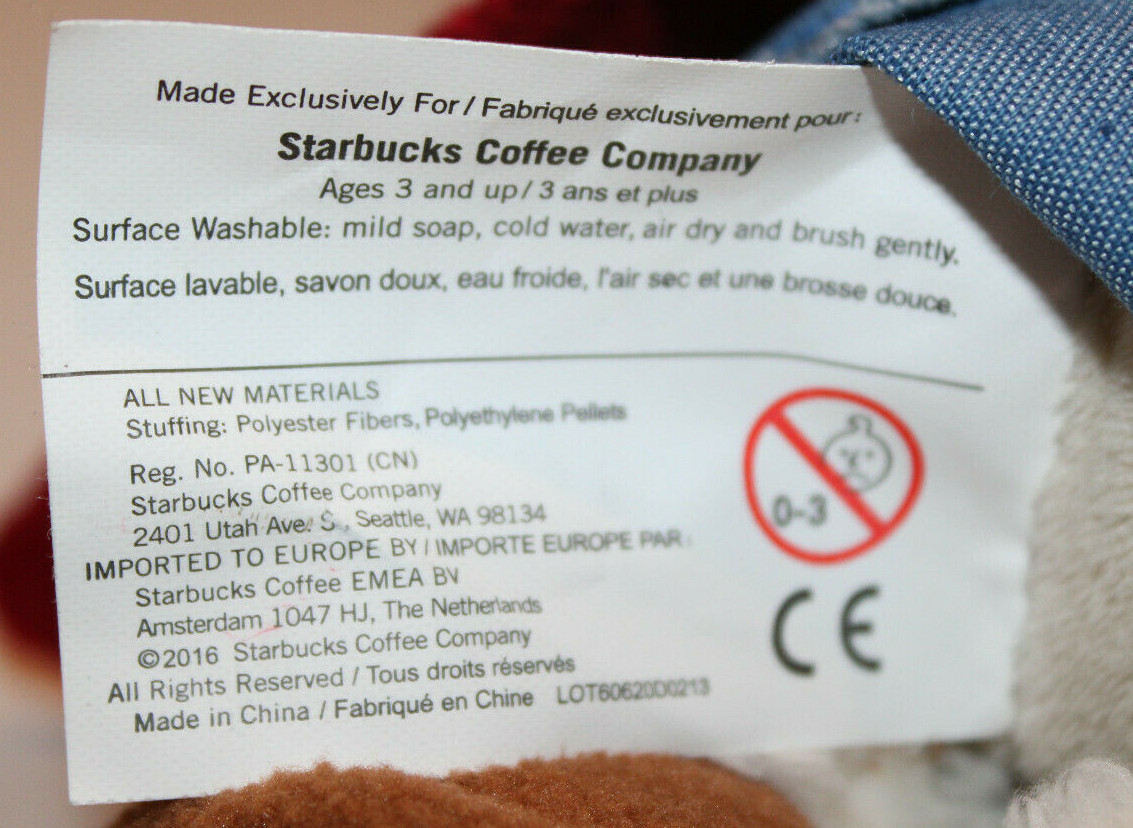 Made Exclusively For / Fabriqué exclusivement pour:
Starbucks Coffee Company
Ages 3 and up / 3 ans et plus
Surface Washable: mild soap, cold water, air dry and brush gently.
Surface lavable, savon doux, eau froide, l'air sec et une brosse douce.
ALL NEW MATERIALS
Stuffing: Polyester Fibers, Polyethylene Pellets
Reg. No. PA-11301 (CN)
Starbucks Coffee Company
2401 Utah Ave. S., Seattle, WA 98134
IMPORTED TO EUROPE BY / IMPORTE EUROPE PAR:
Starbucks Coffee EMEA BV
Amsterdam 1047 HJ, The Netherlands
©2016 Starbucks Coffee Company
All Rights Reserved / Tous droits réservés
Made in China / Fabriqué en Chine LOT60620D0213
0-3
CE